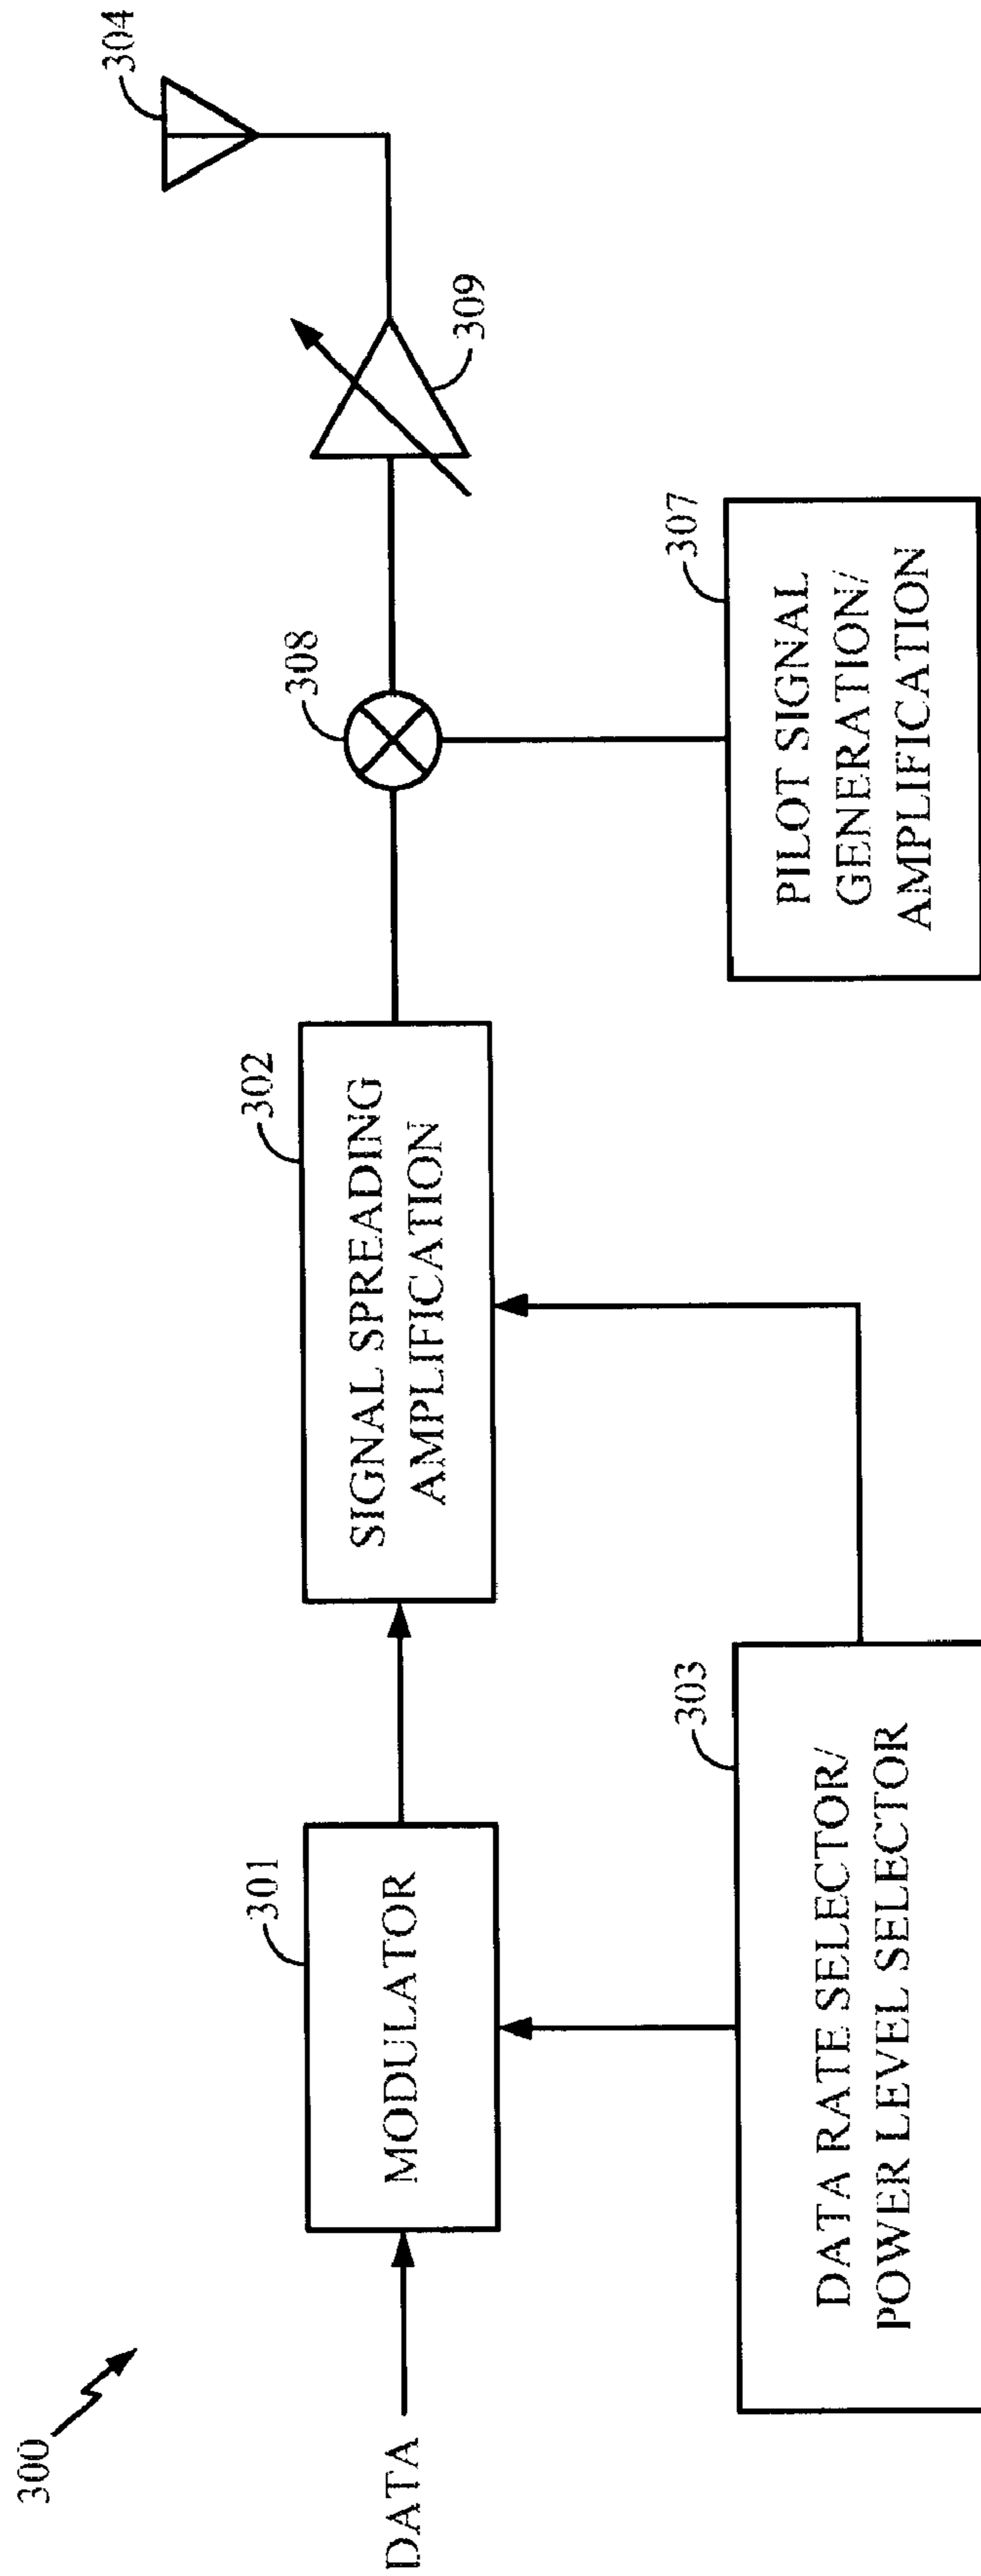 300
DATA
301
MODULATOR
302
SIGNAL SPREADING
AMPLIFICATION
308
309
304
303
DATA RATE SELECTOR/
POWER LEVEL SELECTOR
307
PILOT SIGNAL
GENERATION/
AMPLIFICATION